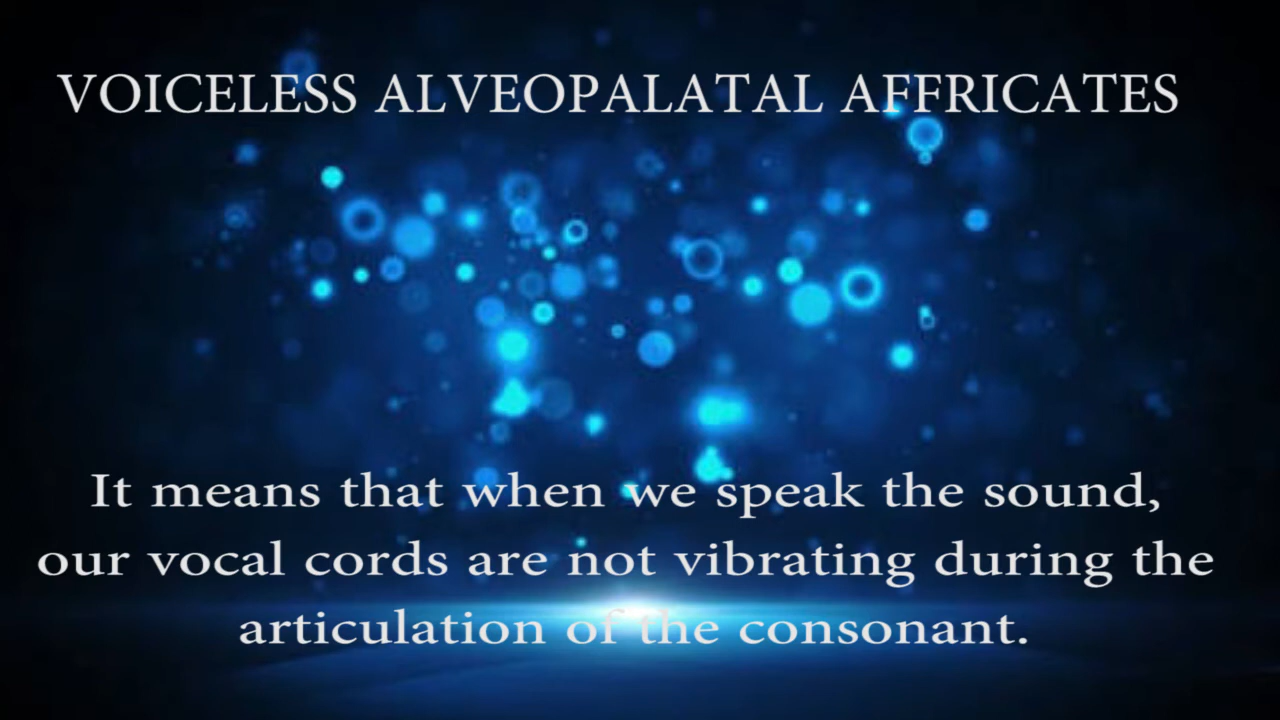 VOICELESS ALVEOPALATAL AFFRICATES
It means that when we speak the sound,
our vocal cords are not vibrating during the
articulation of the consonant.